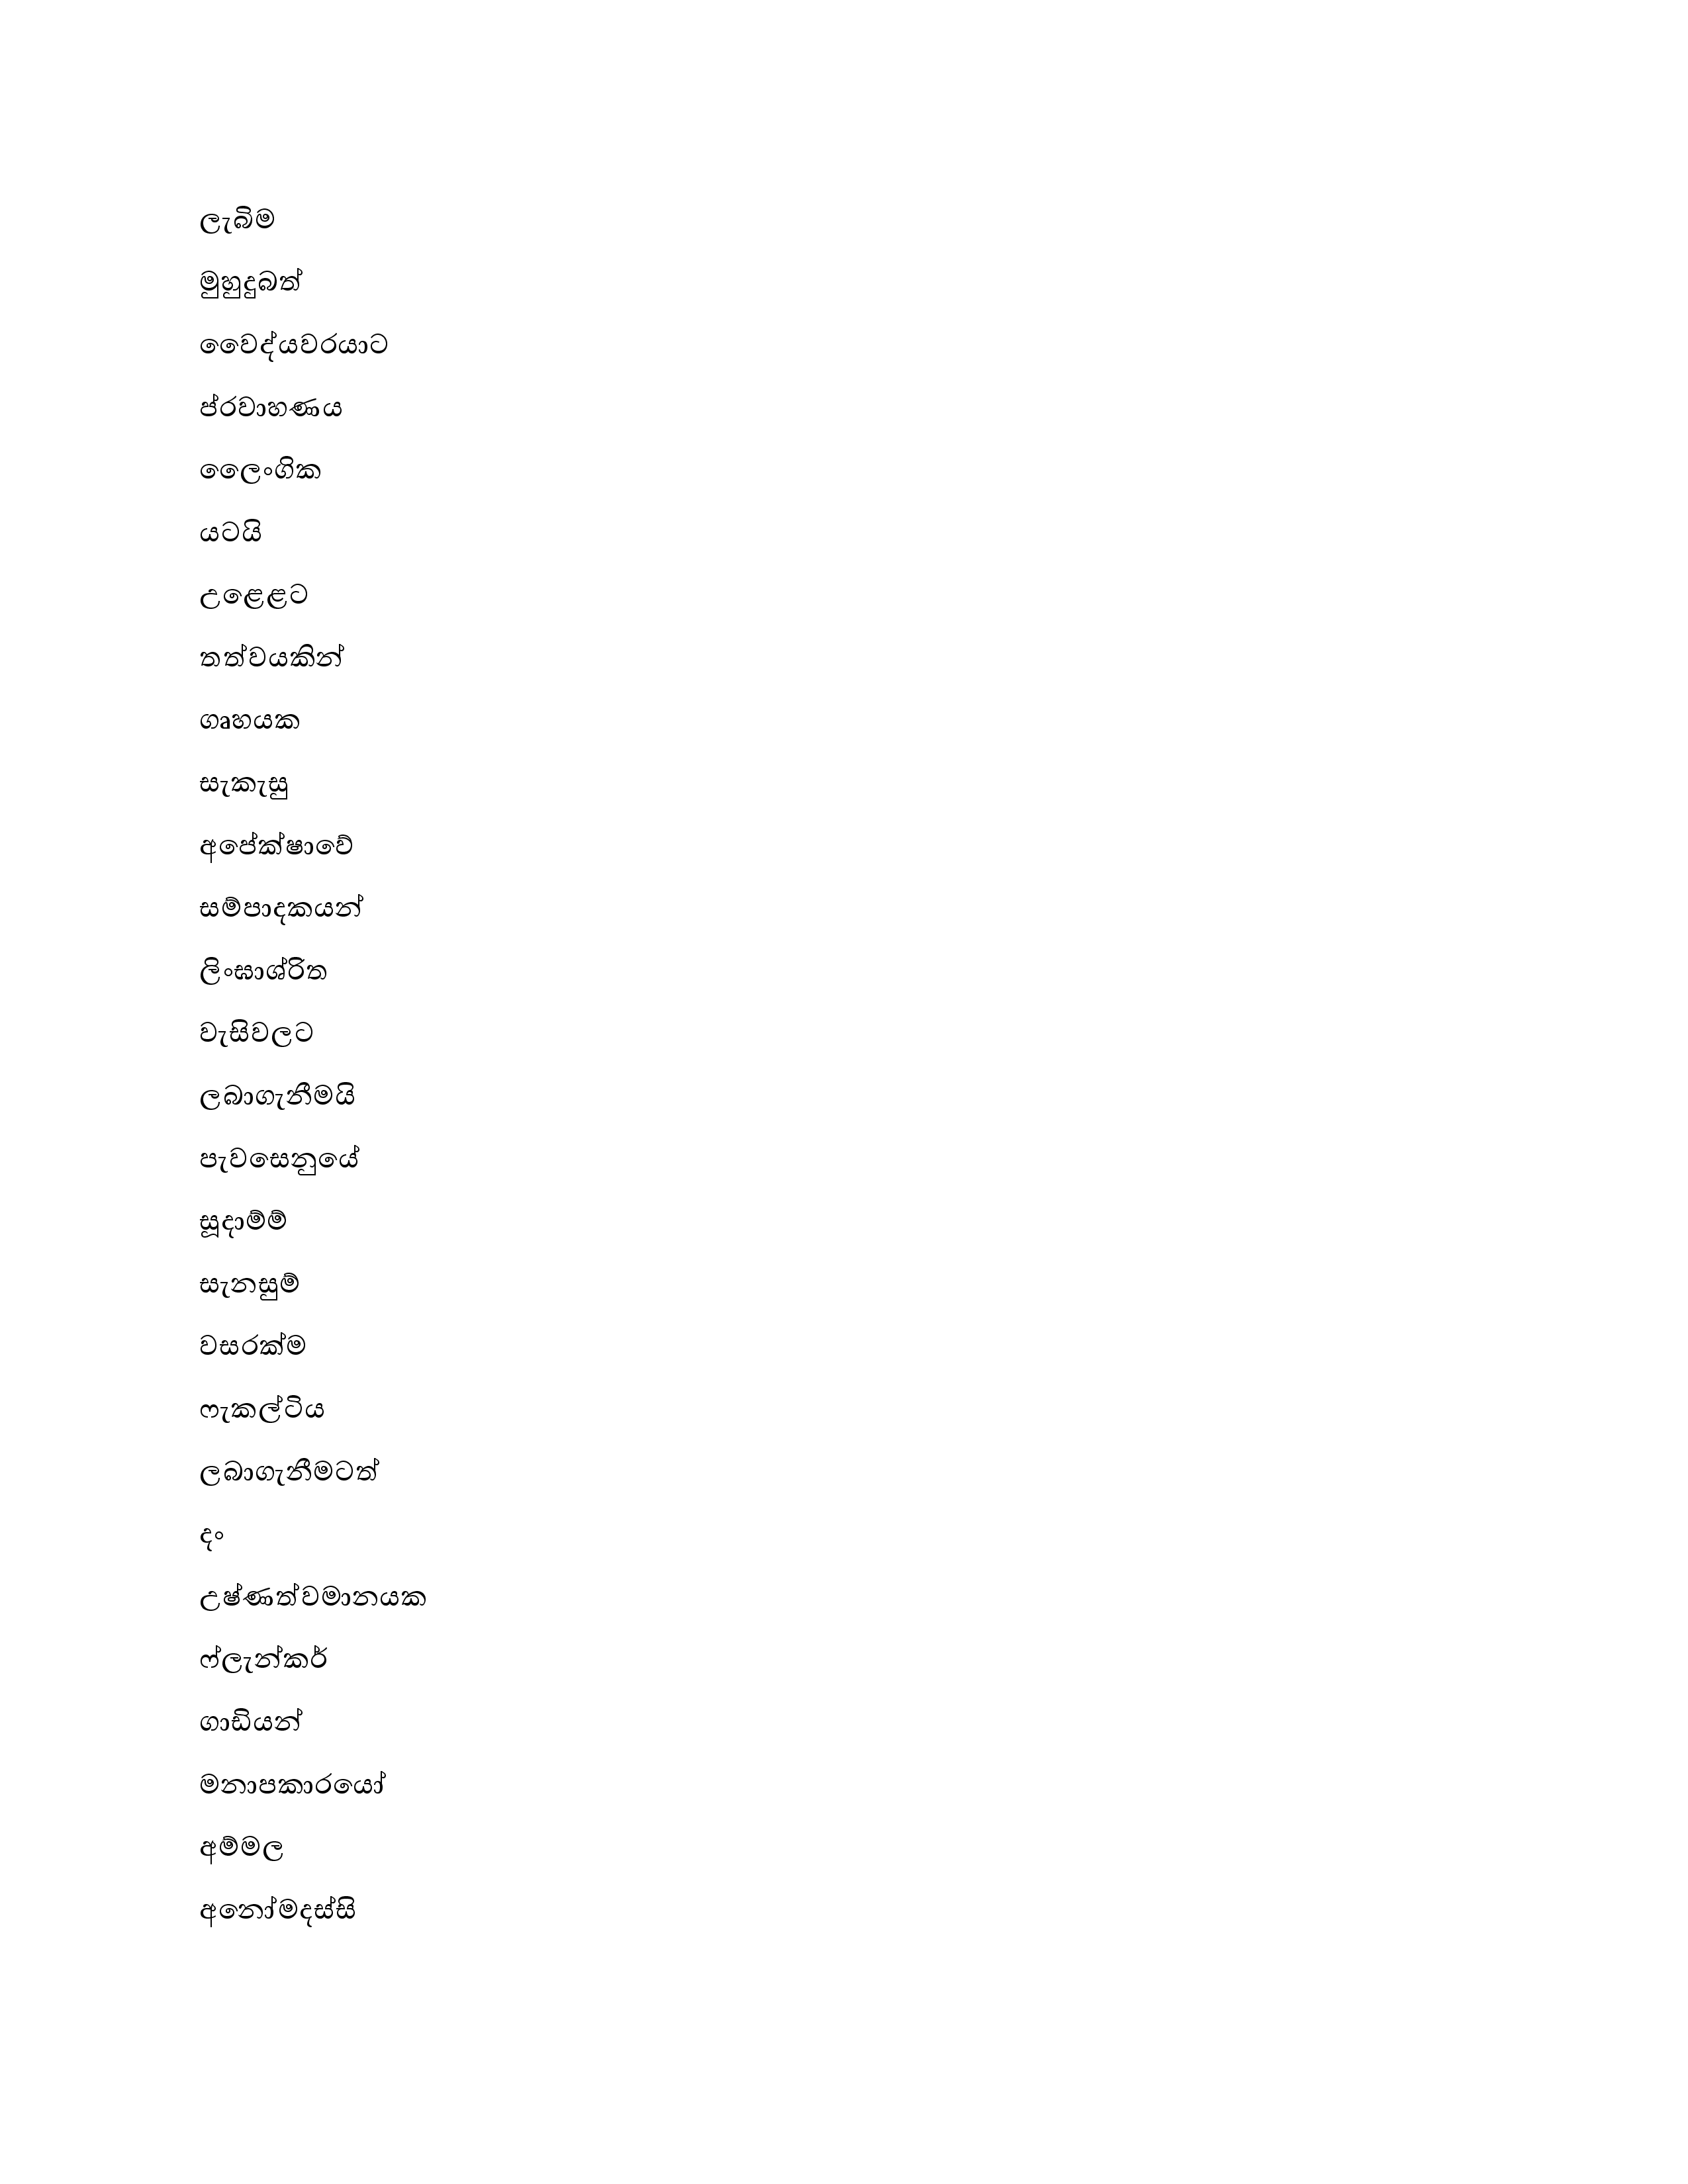 ලැබිම
මුහුදුබත්
වෛද්යවරයාට
ප්රවාහණය
ලෛංගික
යටයි
උළෙළට
තත්වයකින්
ගෘහයක
සැකැසු
අපේක්ෂාවේ
සම්පාදකයන්
ලිංඝාශ්රිත
වැසිවලට
ලබාගැනීමයි
පැවසෙනුයේ
සූදාම්ම්
සැනසුම්
වසරක්ම
ෆැකල්ටිය
ලබාගැනීමටත්
දං
උෂ්ණත්වමානයක
ෆ්ලැන්කර්
ගාඩියන්
මනාපකාරයෝ
අම්මල
අනෝමදස්සි